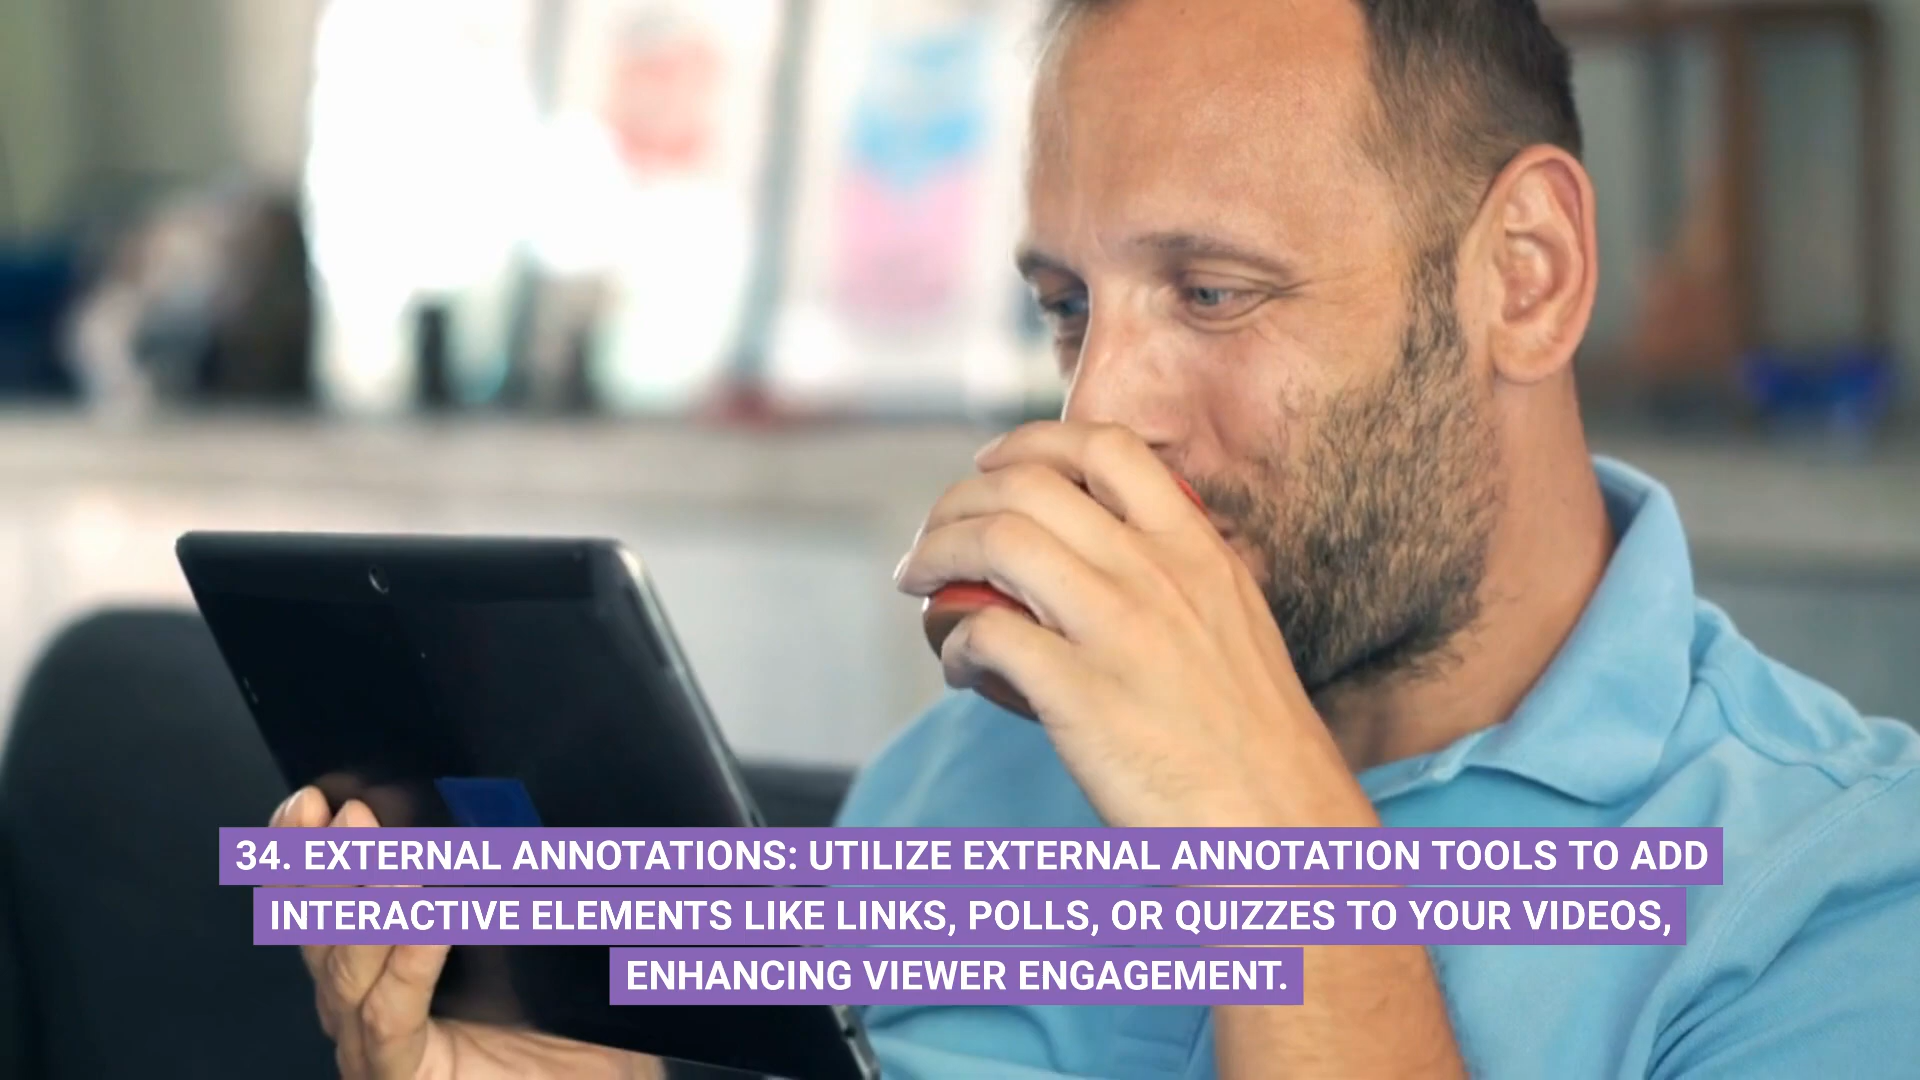 34. EXTERNAL ANNOTATIONS: UTILIZE EXTERNAL ANNOTATION TOOLS TO ADD
INTERACTIVE ELEMENTS LIKE LINKS, POLLS, OR QUIZZES TO YOUR VIDEOS,
ENHANCING VIEWER ENGAGEMENT.